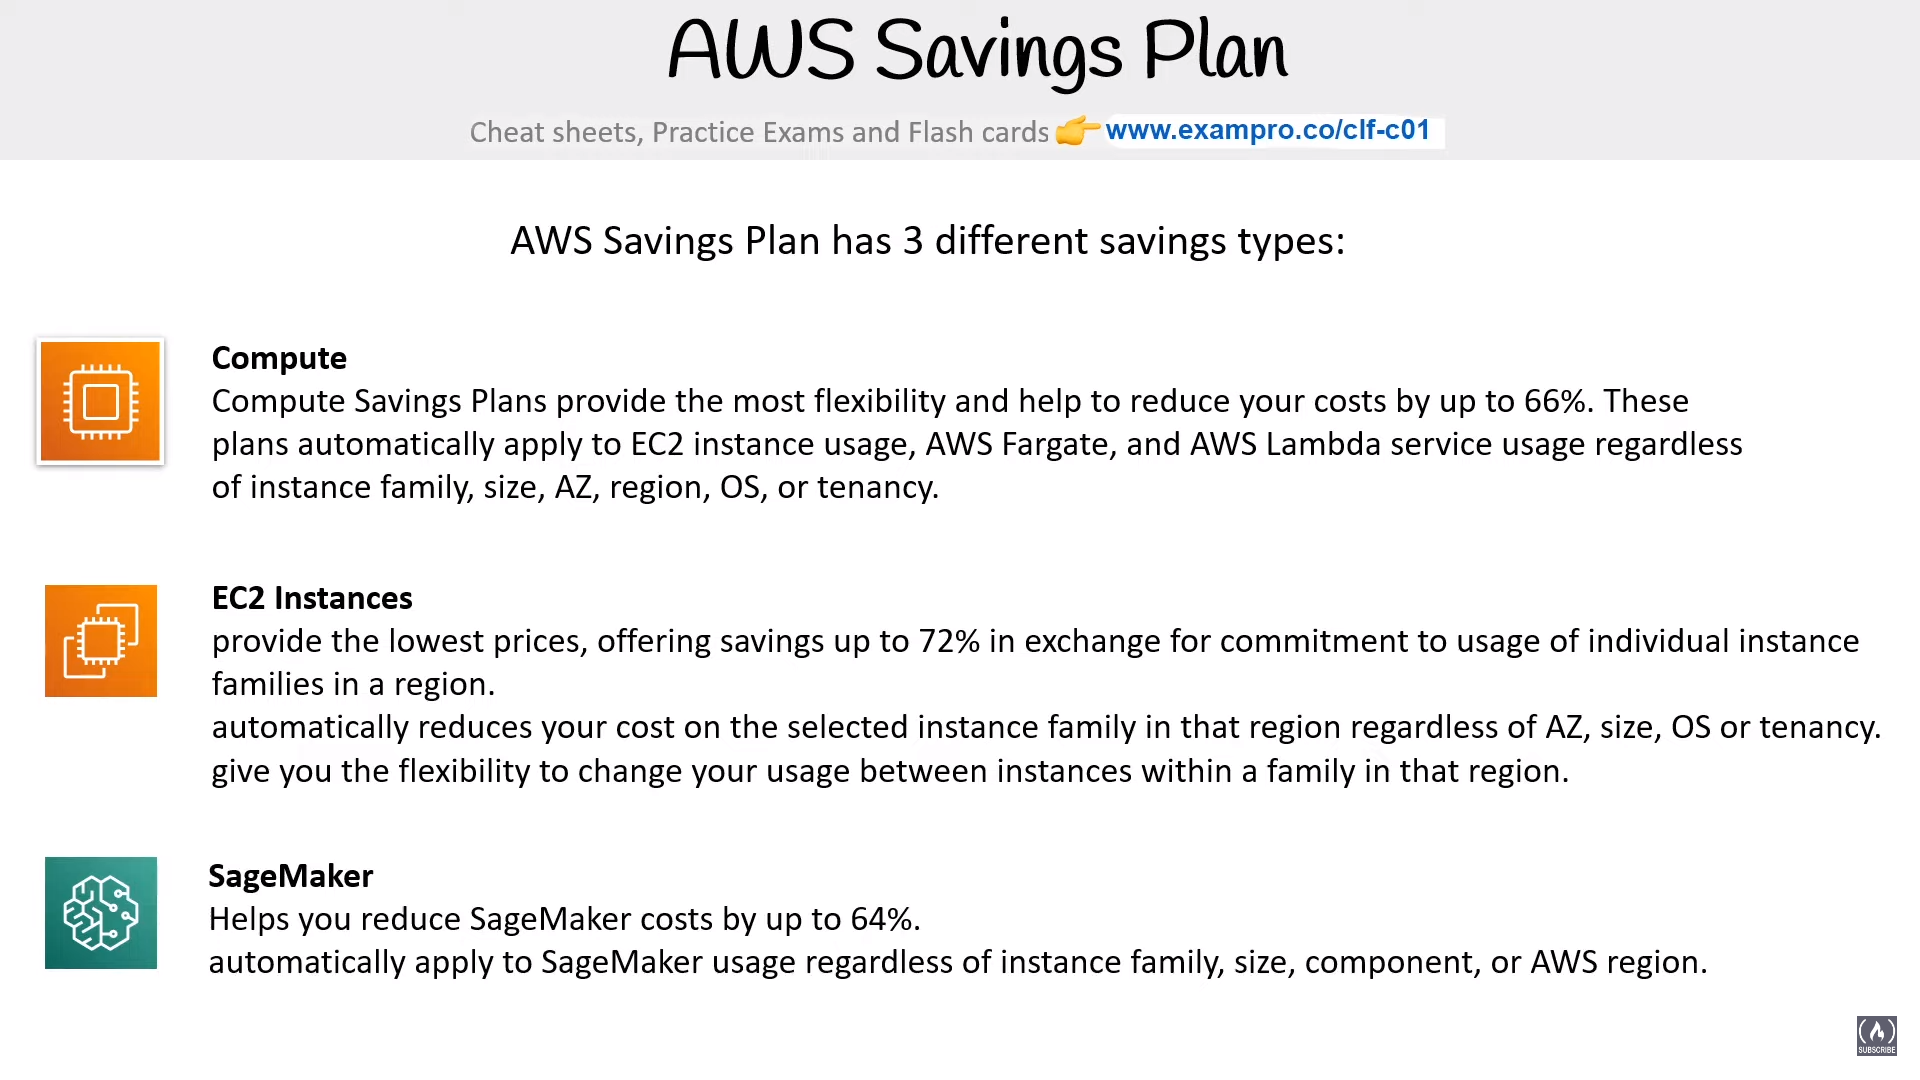 AWS Savings Plan
Cheat sheets, Practice Exams and Flash cards 👉 www.exampro.co/clf-c01
AWS Savings Plan has 3 different savings types:
Compute
Compute Savings Plans provide the most flexibility and help to reduce your costs by up to 66%. These
plans automatically apply to EC2 instance usage, AWS Fargate, and AWS Lambda service usage regardless
of instance family, size, AZ, region, OS, or tenancy.
EC2 Instances
provide the lowest prices, offering savings up to 72% in exchange for commitment to usage of individual instance
families in a region.
automatically reduces your cost on the selected instance family in that region regardless of AZ, size, OS or tenancy.
give you the flexibility to change your usage between instances within a family in that region.
SageMaker
Helps you reduce SageMaker costs by up to 64%.
automatically apply to SageMaker usage regardless of instance family, size, component, or AWS region.
SUBSCRIBE